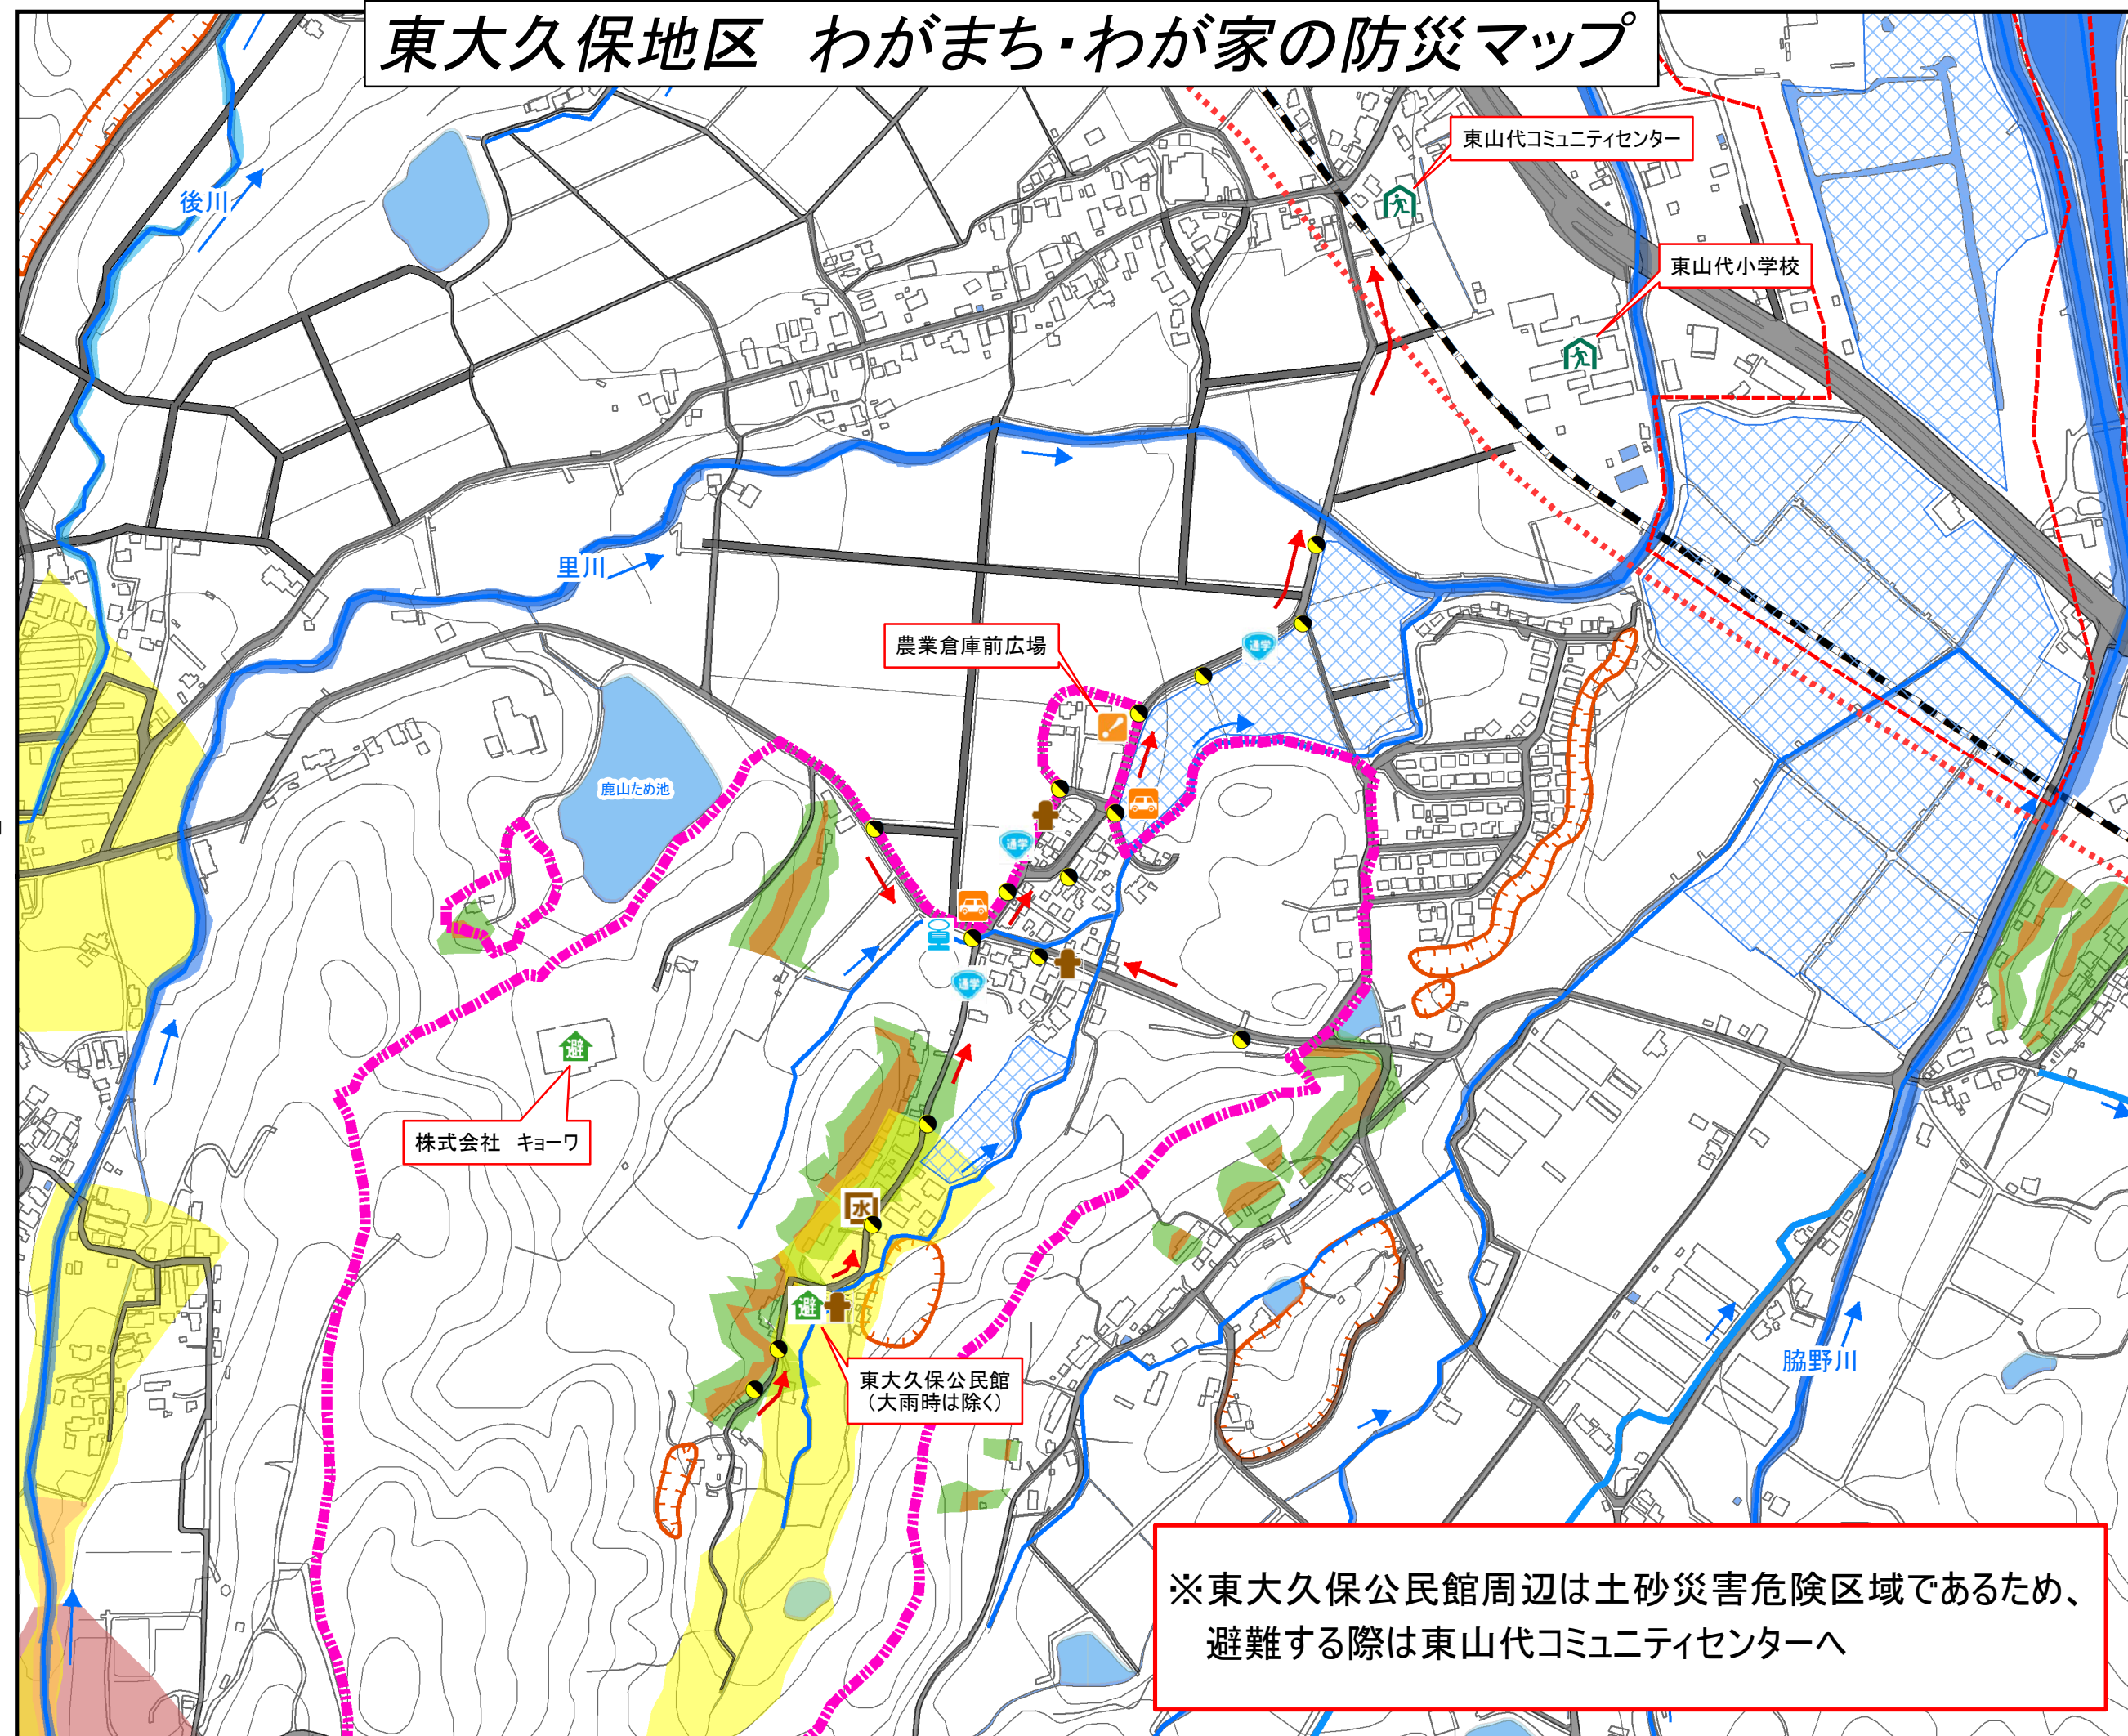 東大久保地区　わがまち・わが家の防災マップ
東山代コミュニティセンター
後川
東山代小学校
里川
農業倉庫前広場
通学
鹿山ため池
通学
通学
避
株式会社　キョーワ
水
避
東大久保公民館
（大雨時は除く）
脇野川
※東大久保公民館周辺は土砂災害危険区域であるため、
避難する際は東山代コミュニティセンターへ